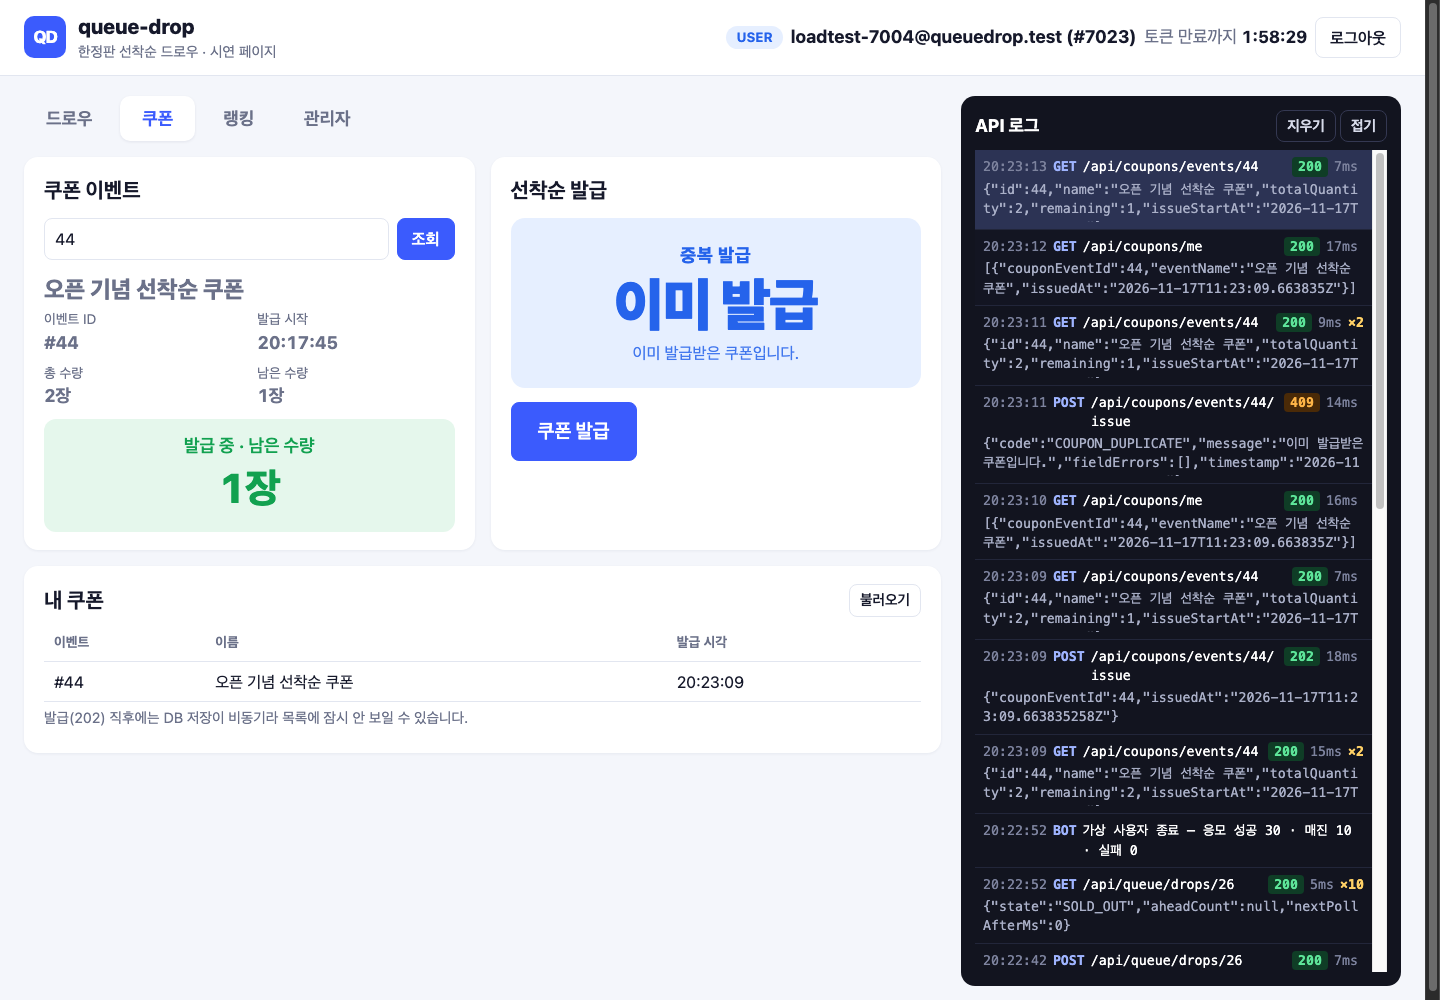 QD
queue-drop
한정판 선착순 드로우 · 시연 페이지
USER loadtest-7004@queuedrop.test (#7023) 토큰 만료까지 1:58:29 로그아웃
드로우 쿠폰 랭킹 관리자
쿠폰 이벤트
44 조회
오픈 기념 선착순 쿠폰
이벤트 ID 발급 시작
#44 20:17:45
총 수량 남은 수량
2장 1장
발급 중 · 남은 수량
1장
선착순 발급
중복 발급
이미 발급
이미 발급받은 쿠폰입니다.
쿠폰 발급
내 쿠폰 불러오기
이벤트 이름 발급 시각
#44 오픈 기념 선착순 쿠폰 20:23:09
발급(202) 직후에는 DB 저장이 비동기라 목록에 잠시 안 보일 수 있습니다.
API 로그 지우기 접기
20:23:13 GET /api/coupons/events/44 200 7ms
{"id":44,"name":"오픈 기념 선착순 쿠폰","totalQuanti
ty":2,"remaining":1,"issueStartAt":"2026-11-17T
20:23:12 GET /api/coupons/me 200 17ms
[{"couponEventId":44,"eventName":"오픈 기념 선착순
쿠폰","issuedAt":"2026-11-17T11:23:09.663835Z"}]
20:23:11 GET /api/coupons/events/44 200 9ms ×2
{"id":44,"name":"오픈 기념 선착순 쿠폰","totalQuanti
ty":2,"remaining":1,"issueStartAt":"2026-11-17T
20:23:11 POST /api/coupons/events/44/ 409 14ms
issue
{"code":"COUPON_DUPLICATE","message":"이미 발급받은
쿠폰입니다.","fieldErrors":[],"timestamp":"2026-11
20:23:10 GET /api/coupons/me 200 16ms
[{"couponEventId":44,"eventName":"오픈 기념 선착순
쿠폰","issuedAt":"2026-11-17T11:23:09.663835Z"}]
20:23:09 GET /api/coupons/events/44 200 7ms
{"id":44,"name":"오픈 기념 선착순 쿠폰","totalQuanti
ty":2,"remaining":1,"issueStartAt":"2026-11-17T
20:23:09 POST /api/coupons/events/44/ 202 18ms
issue
{"couponEventId":44,"issuedAt":"2026-11-17T11:2
3:09.663835258Z"}
20:23:09 GET /api/coupons/events/44 200 15ms ×2
{"id":44,"name":"오픈 기념 선착순 쿠폰","totalQuanti
ty":2,"remaining":2,"issueStartAt":"2026-11-17T
20:22:52 BOT 가상 사용자 종료 — 응모 성공 30 · 매진 10
· 실패 0
20:22:52 GET /api/queue/drops/26 200 5ms ×10
{"state":"SOLD_OUT","aheadCount":null,"nextPoll
AfterMs":0}
20:22:42 POST /api/queue/drops/26 200 7ms